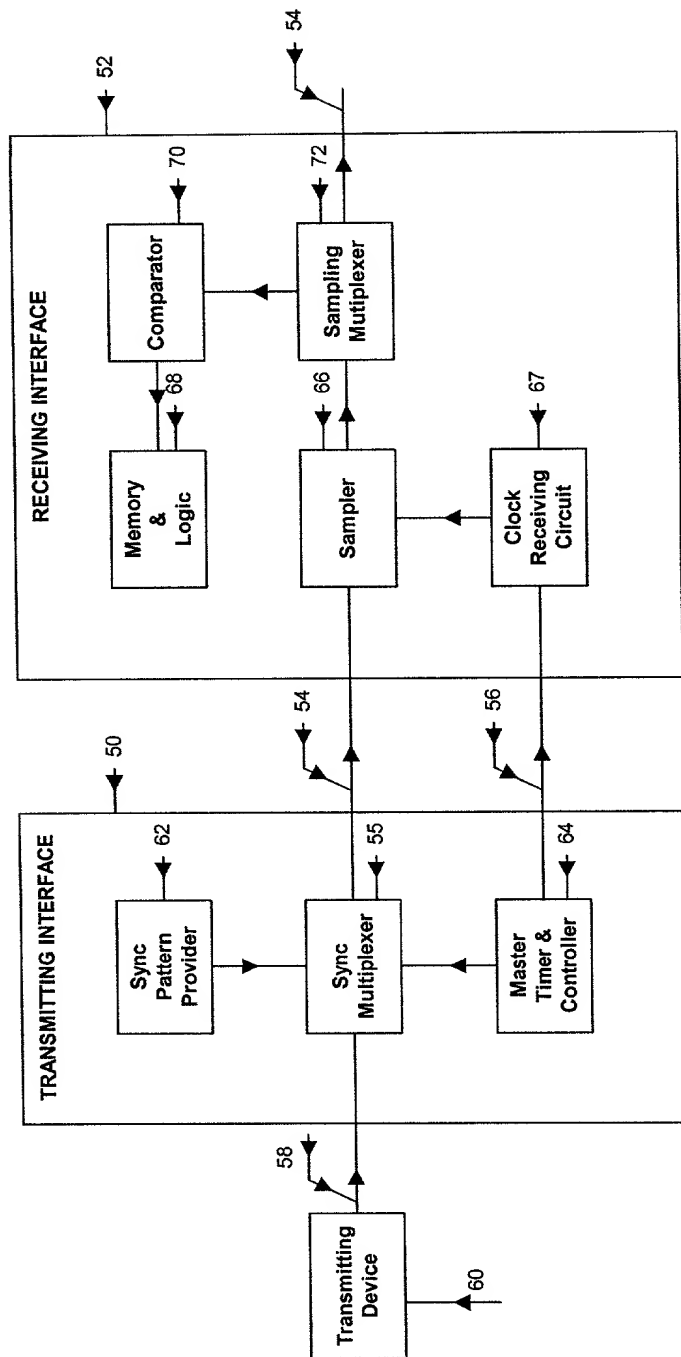 TRANSMITTING INTERFACE
RECEIVING INTERFACE
50
52
Transmitting
Device
60
58
Sync
Pattern
Provider
62
Sync
Multiplexer
55
Master
Timer &
Controller
64
54
56
Memory
&
Logic
68
Comparator
70
Sampler
66
Sampling
Mutiplexer
72
Clock
Receiving
Circuit
67
54